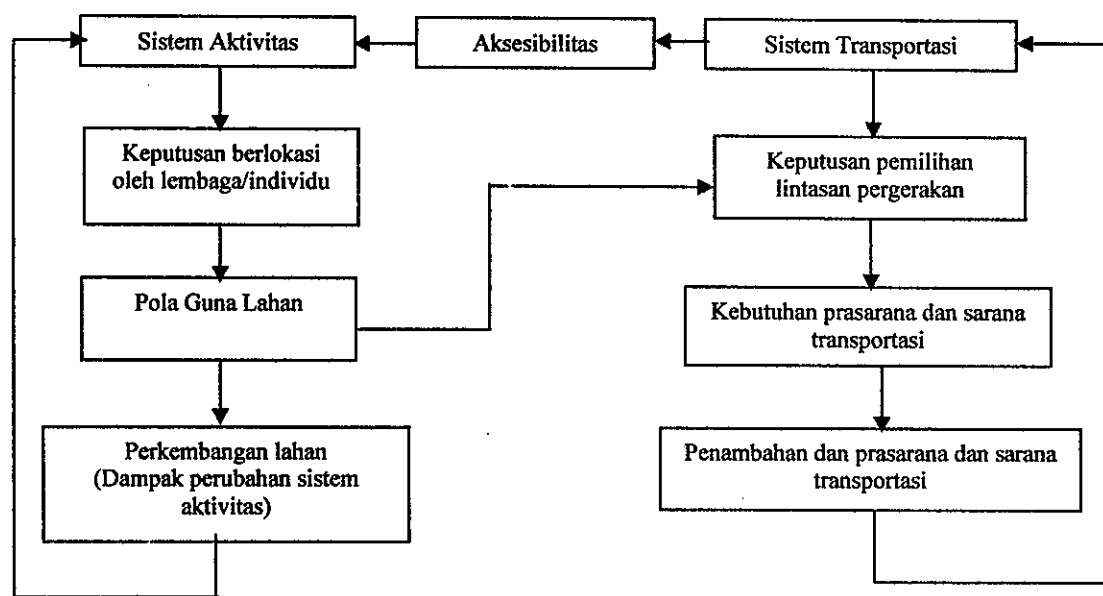 Sistem Aktivitas
Aksesibilitas
Sistem Transportasi
Keputusan berlokasi
oleh lembaga/individu
Keputusan pemilihan
lintasan pergerakan
Pola Guna Lahan
Kebutuhan prasarana dan sarana
transportasi
Perkembangan lahan
(Dampak perubahan sistem
aktivitas)
Penambahan dan prasarana dan sarana
transportasi